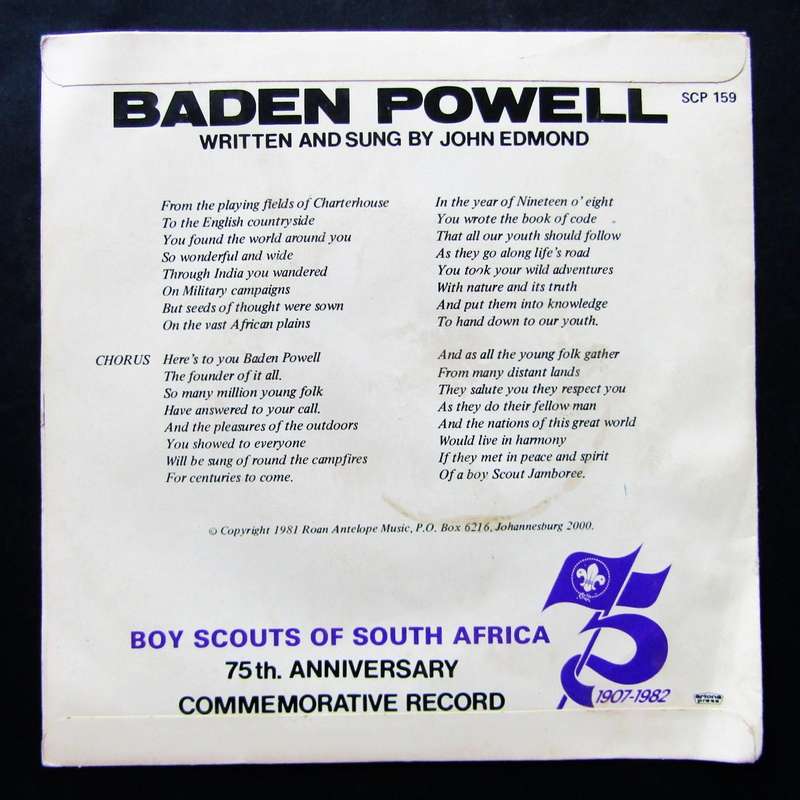 BADEN POWELL
SCP 159
WRITTEN AND SUNG BY JOHN EDMOND
From the playing fields of Charterhouse
To the English countryside
You found the world around you
So wonderful and wide
Through India you wandered
On Military campaigns
But seeds of thought were sown
On the vast African plains
CHORUS Here's to you Baden Powell
The founder of it all.
So many million young folk
Have answered to your call.
And the pleasures of the outdoors
You showed to everyone
Will be sung of round the campfires
For centuries to come.
In the year of Nineteen o' eight
You wrote the book of code
That all our youth should follow
As they go along life's road
You took your wild adventures
With nature and its truth
And put them into knowledge
To hand down to our youth.
And as all the young folk gather
From many distant lands
They salute you they respect you
As they do their fellow man
And the nations of this great world
Would live in harmony
If they met in peace and spirit
Of a boy Scout Jamboree.
© Copyright 1981 Roan Antelope Music, P.O. Box 6216, Johannesburg 2000.
BOY SCOUTS OF SOUTH AFRICA
75th. ANNIVERSARY
COMMEMORATIVE RECORD
75
1907-1982
artone
press